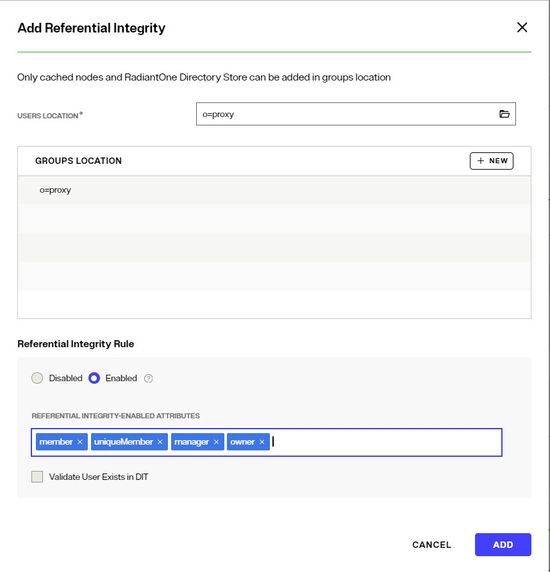 Add Referential Integrity
Only cached nodes and RadiantOne Directory Store can be added in groups location
USERS LOCATION*
o=proxy
GROUPS LOCATION
+ NEW
o=proxy
Referential Integrity Rule
Disabled Enabled ?
REFERENTIAL INTEGRITY-ENABLED ATTRIBUTES
member × uniqueMember × manager × owner ×
Validate User Exists in DIT
CANCEL ADD